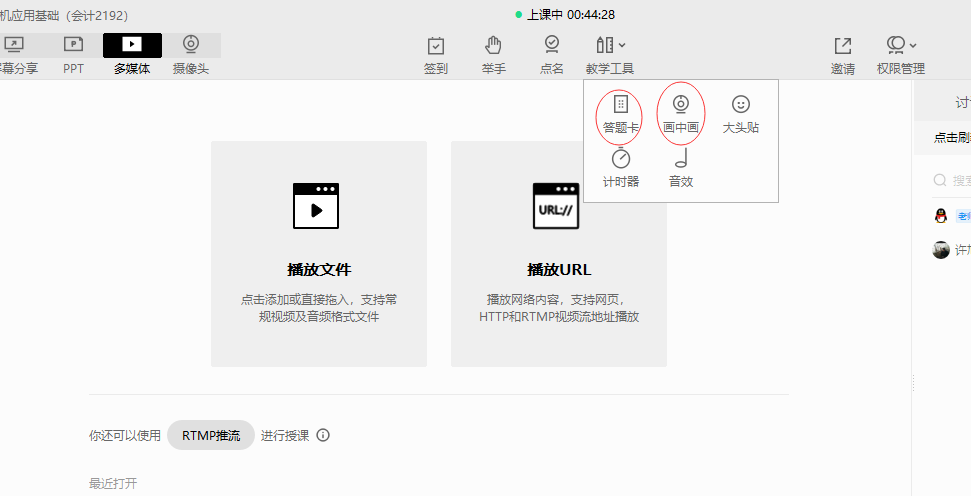 机应用基础（会计2192）
上课中 00:44:28
屏幕分享
PPT
多媒体
摄像头
签到
举手
点名
教学工具
邀请
权限管理
答题卡
画中画
大头贴
计时器
音效
讨
点击刷
搜
老师
许
URL://
播放文件
点击添加或直接拖入，支持常
规视频及音频格式文件
播放URL
播放网络内容，支持网页，
HTTP和RTMP视频流地址播放
你还可以使用 RTMP推流 进行授课
最近打开